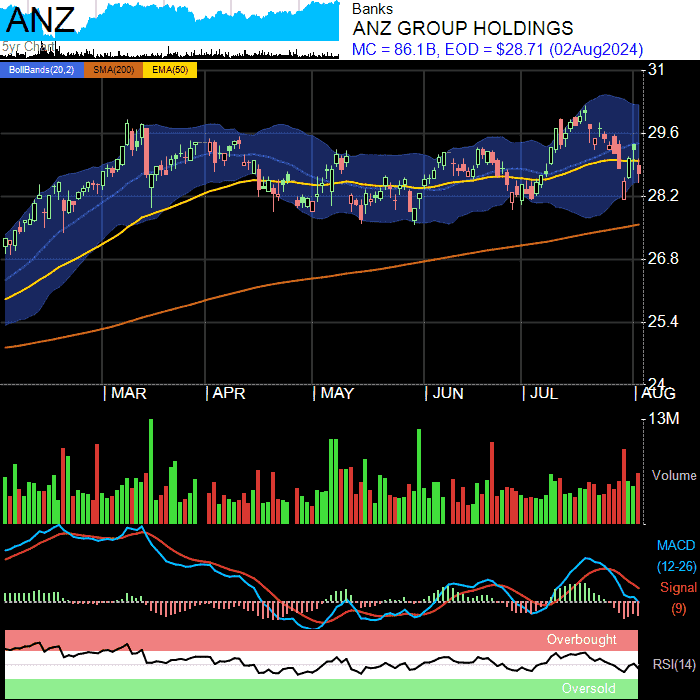 ANZ
5yr Chart
Banks
ANZ GROUP HOLDINGS
MC = 86.1B, EOD = $28.71 (02Aug2024)
BollBands(20,2) SMA(200) EMA(50)
31
29.6
28.2
26.8
25.4
24
MAR APR MAY JUN JUL AUG
13M
Volume
MACD
(12-26)
Signal
(9)
Overbought
RSI(14)
Oversold